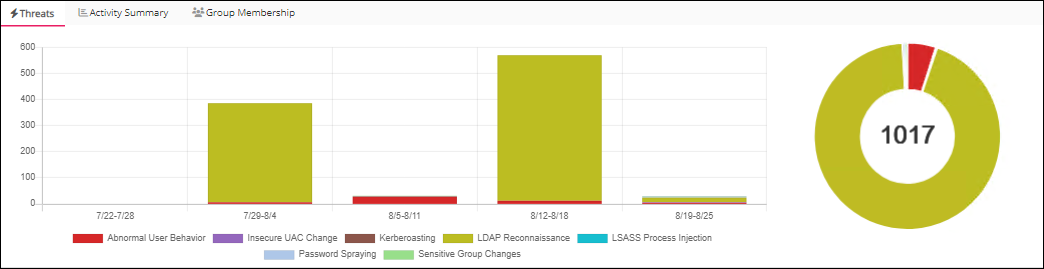 Threats Activity Summary Group Membership
600
500
400
300
200
100
0
7/22-7/28 7/29-8/4 8/5-8/11 8/12-8/18 8/19-8/25
Abnormal User Behavior Insecure UAC Change Kerberoasting LDAP Reconnaissance LSASS Process Injection
Password Spraying Sensitive Group Changes
1017